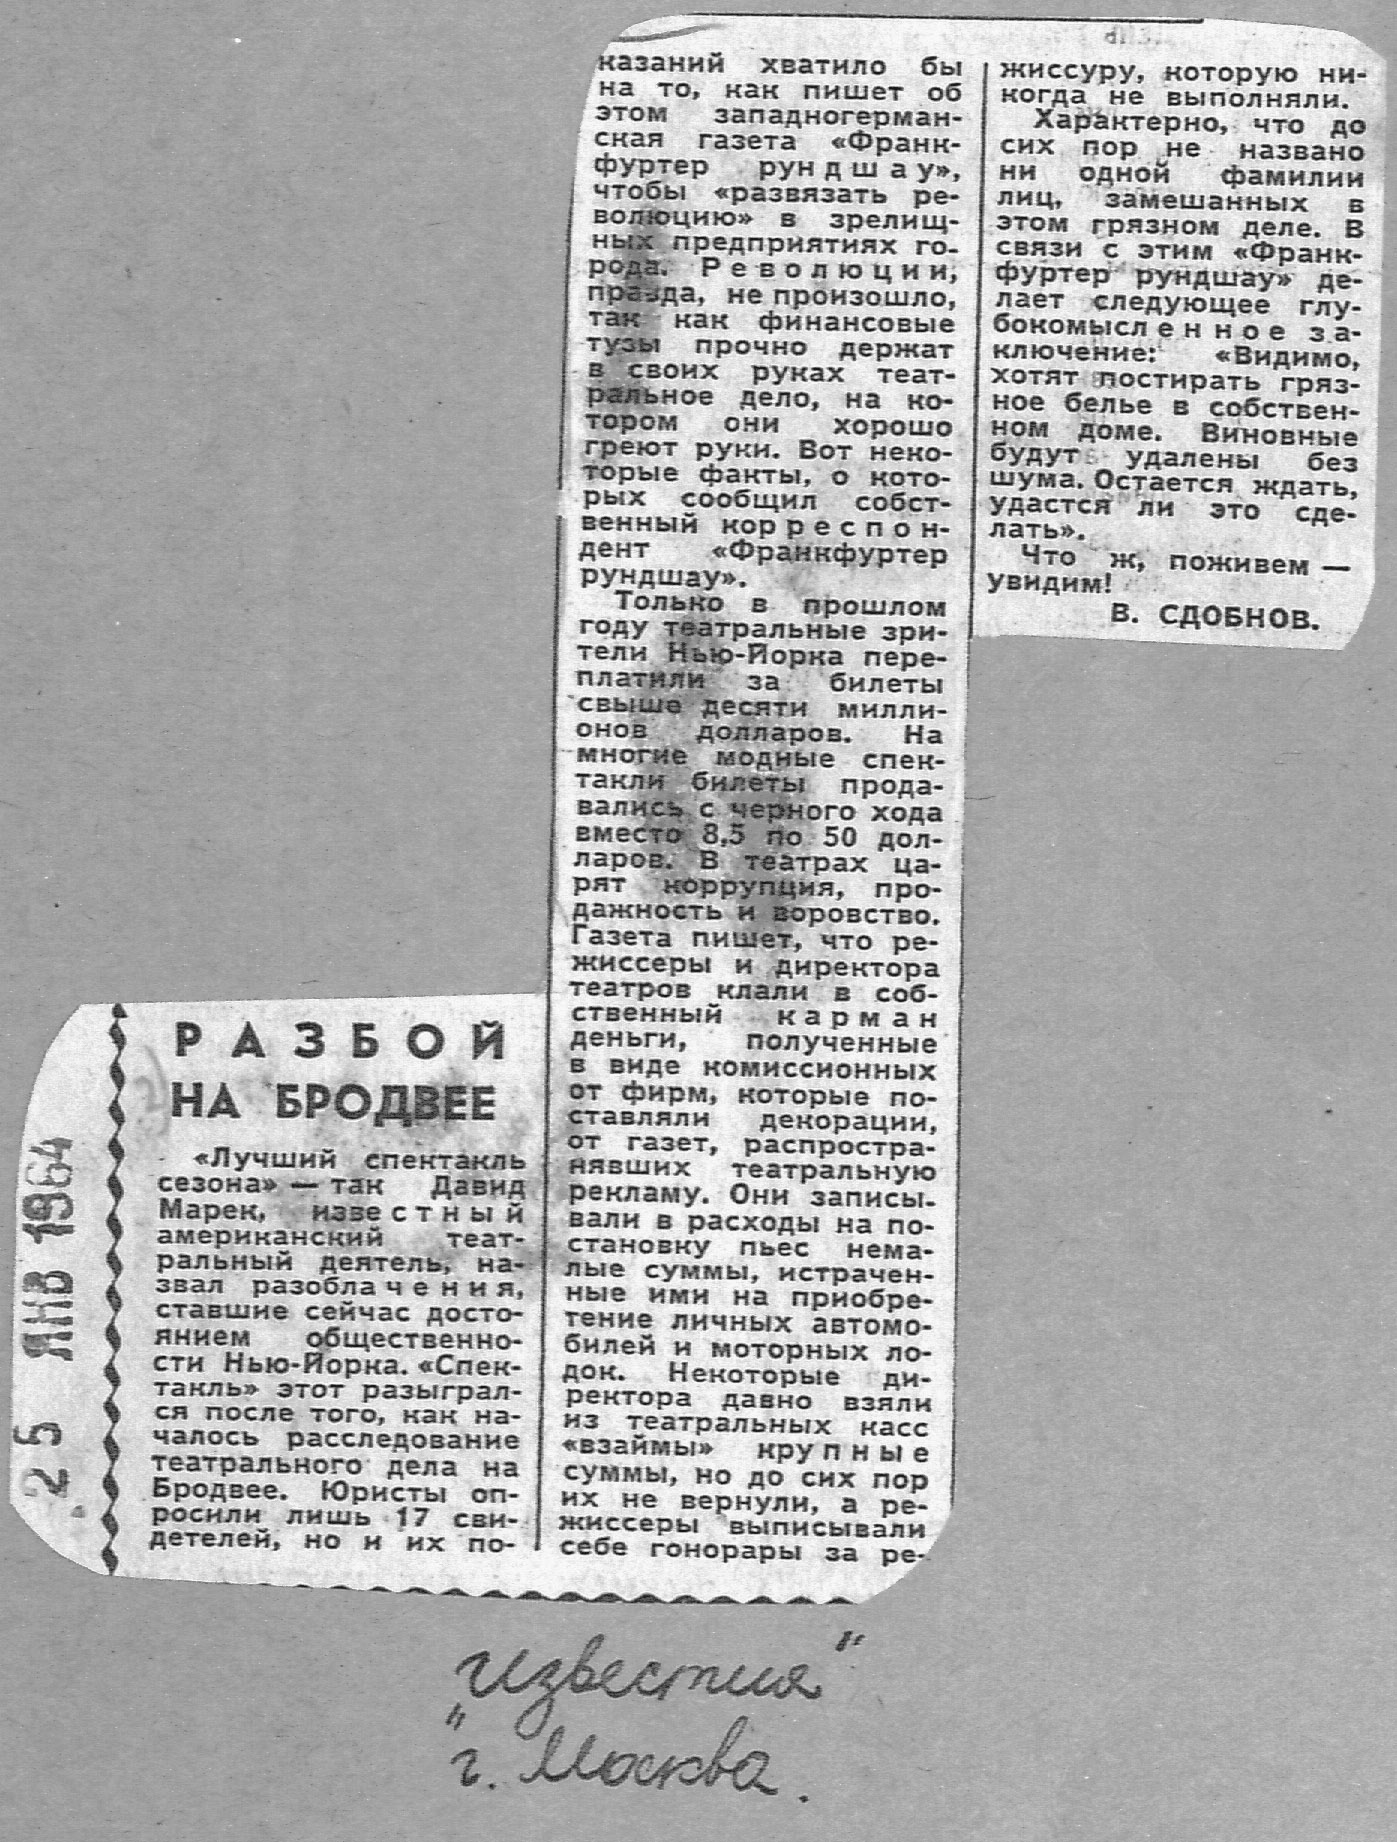 25 ЯНВ 1964
РАЗБОЙ
НА БРОДВЕЕ
«Лучший спектакль
сезона» — так Давид
Марек, известный
американский теат-
ральный деятель, на-
звал разоблачения,
ставшие сейчас досто-
янием общественно-
сти Нью-Йорка. «Спек-
такль» этот разыграл-
ся после того, как на-
чалось расследование
театрального дела на
Бродвее. Юристы оп-
росили лишь 17 сви-
детелей, но и их по-
казаний хватило бы
на то, как пишет об
этом западногерман-
ская газета «Франк-
фуртер рундшау»,
чтобы «развязать ре-
волюцию» в зрелищ-
ных предприятиях го-
рода. Революции,
правда, не произошло,
так как финансовые
тузы прочно держат
в своих руках теат-
ральное дело, на ко-
тором они хорошо
греют руки. Вот неко-
торые факты, о кото-
рых сообщил собст-
венный корреспон-
дент «Франкфуртер
рундшау».
Только в прошлом
году театральные зри-
тели Нью-Йорка пере-
платили за билеты
свыше десяти милли-
онов долларов. На
многие модные спек-
такли билеты прода-
вались с черного хода
вместо 8,5 по 50 дол-
ларов. В театрах ца-
рят коррупция, про-
дажность и воровство.
Газета пишет, что ре-
жиссеры и директора
театров клали в соб-
ственный карман
деньги, полученные
в виде комиссионных
от фирм, которые по-
ставляли декорации,
от газет, распростра-
нявших театральную
рекламу. Они записы-
вали в расходы на по-
становку пьес нема-
лые суммы, истрачен-
ные ими на приобре-
тение личных автомо-
билей и моторных ло-
док. Некоторые ди-
ректора давно взяли
из театральных касс
«взаймы» крупные
суммы, но до сих пор
их не вернули, а ре-
жиссеры выписывали
себе гонорары за ре-
жиссуру, которую ни-
когда не выполняли.
Характерно, что до
сих пор не названо
ни одной фамилии
лиц, замешанных в
этом грязном деле. В
связи с этим «Франк-
фуртер рундшау» де-
лает следующее глу-
бокомысленное за-
ключение: «Видимо,
хотят постирать гряз-
ное белье в собствен-
ном доме. Виновные
будут удалены без
шума. Остается ждать,
удастся ли это сде-
лать».
Что ж, поживем —
увидим!
В. СДОБНОВ.
„Известия"
г. Москва.